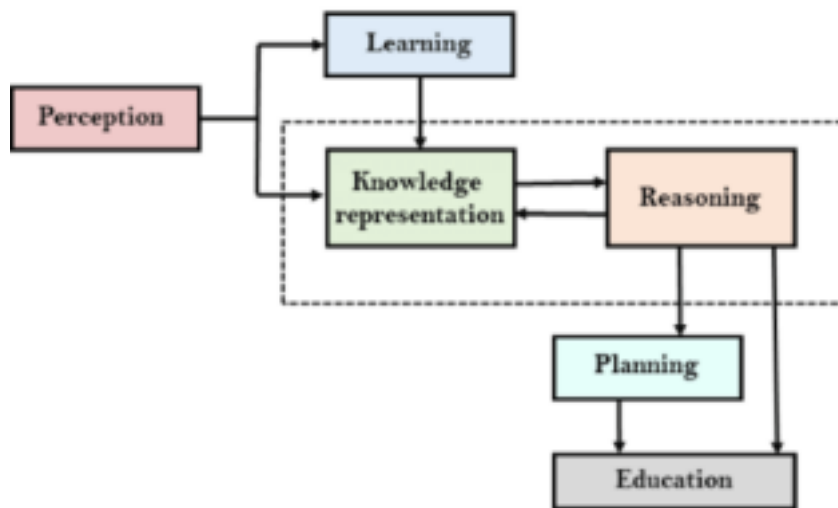 Learning
Perception
Knowledge
representation
Reasoning
Planning
Education